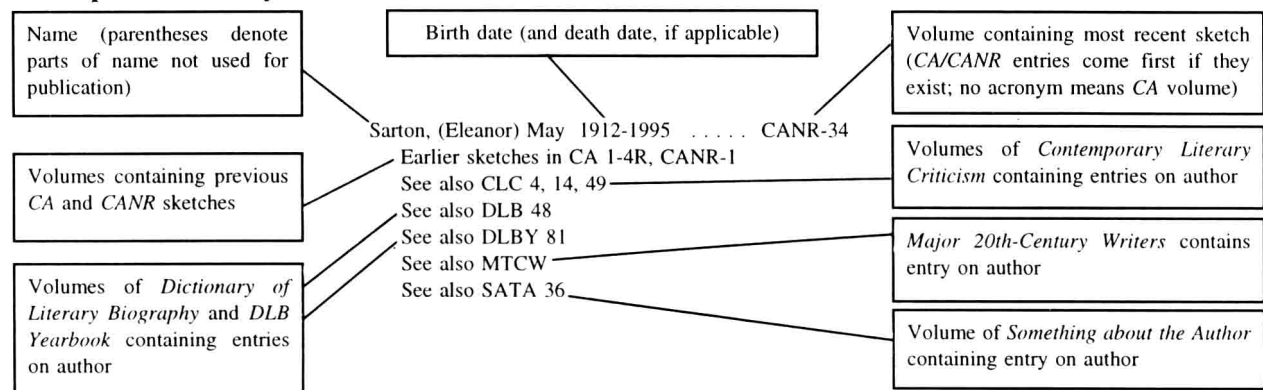 Name (parentheses denote
parts of name not used for
publication)
Birth date (and death date, if applicable)
Volume containing most recent sketch
(CA/CANR entries come first if they
exist; no acronym means CA volume)
Sarton, (Eleanor) May 1912-1995 . . . . . CANR-34
Earlier sketches in CA 1-4R, CANR-1
See also CLC 4, 14, 49
See also DLB 48
See also DLBY 81
See also MTCW
See also SATA 36
Volumes containing previous
CA and CANR sketches
Volumes of Dictionary of
Literary Biography and DLB
Yearbook containing entries
on author
Volumes of Contemporary Literary
Criticism containing entries on author
Major 20th-Century Writers contains
entry on author
Volume of Something about the Author
containing entry on author